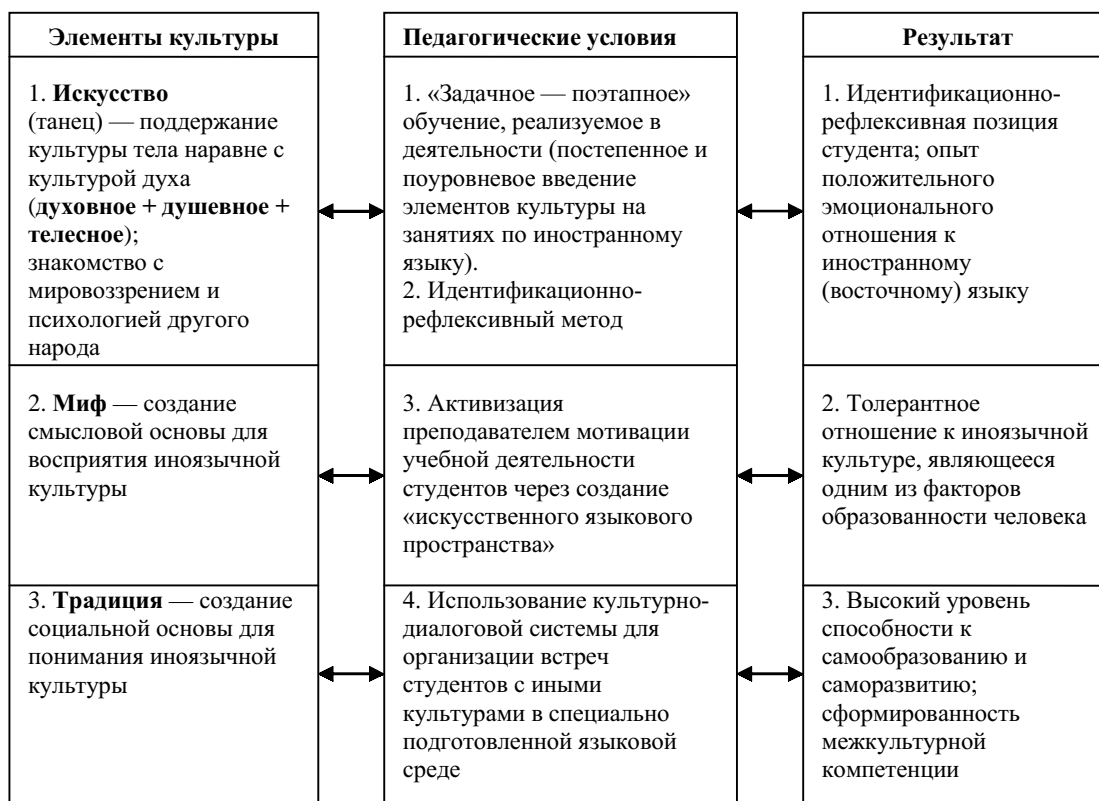 Элементы культуры
1. Искусство
(танец) — поддержание
культуры тела наравне с
культурой духа
(духовное + душевное +
телесное);
знакомство с
мировоззрением и
психологией другого
народа
2. Миф — создание
смысловой основы для
восприятия иноязычной
культуры
3. Традиция — создание
социальной основы для
понимания иноязычной
культуры
Педагогические условия
1. «Задачное — поэтапное»
обучение, реализуемое в
деятельности (постепенное и
поуровневое введение
элементов культуры на
занятиях по иностранному
языку).
2. Идентификационно-
рефлексивный метод
3. Активизация
преподавателем мотивации
учебной деятельности
студентов через создание
«искусственного языкового
пространства»
4. Использование культурно-
диалоговой системы для
организации встреч
студентов с иными
культурами в специально
подготовленной языковой
среде
Результат
1. Идентификационно-
рефлексивная позиция
студента; опыт
положительного
эмоционального
отношения к
иностранному
(восточному) языку
2. Толерантное
отношение к иноязычной
культуре, являющееся
одним из факторов
образованности человека
3. Высокий уровень
способности к
самообразованию и
саморазвитию;
сформированность
межкультурной
компетенции